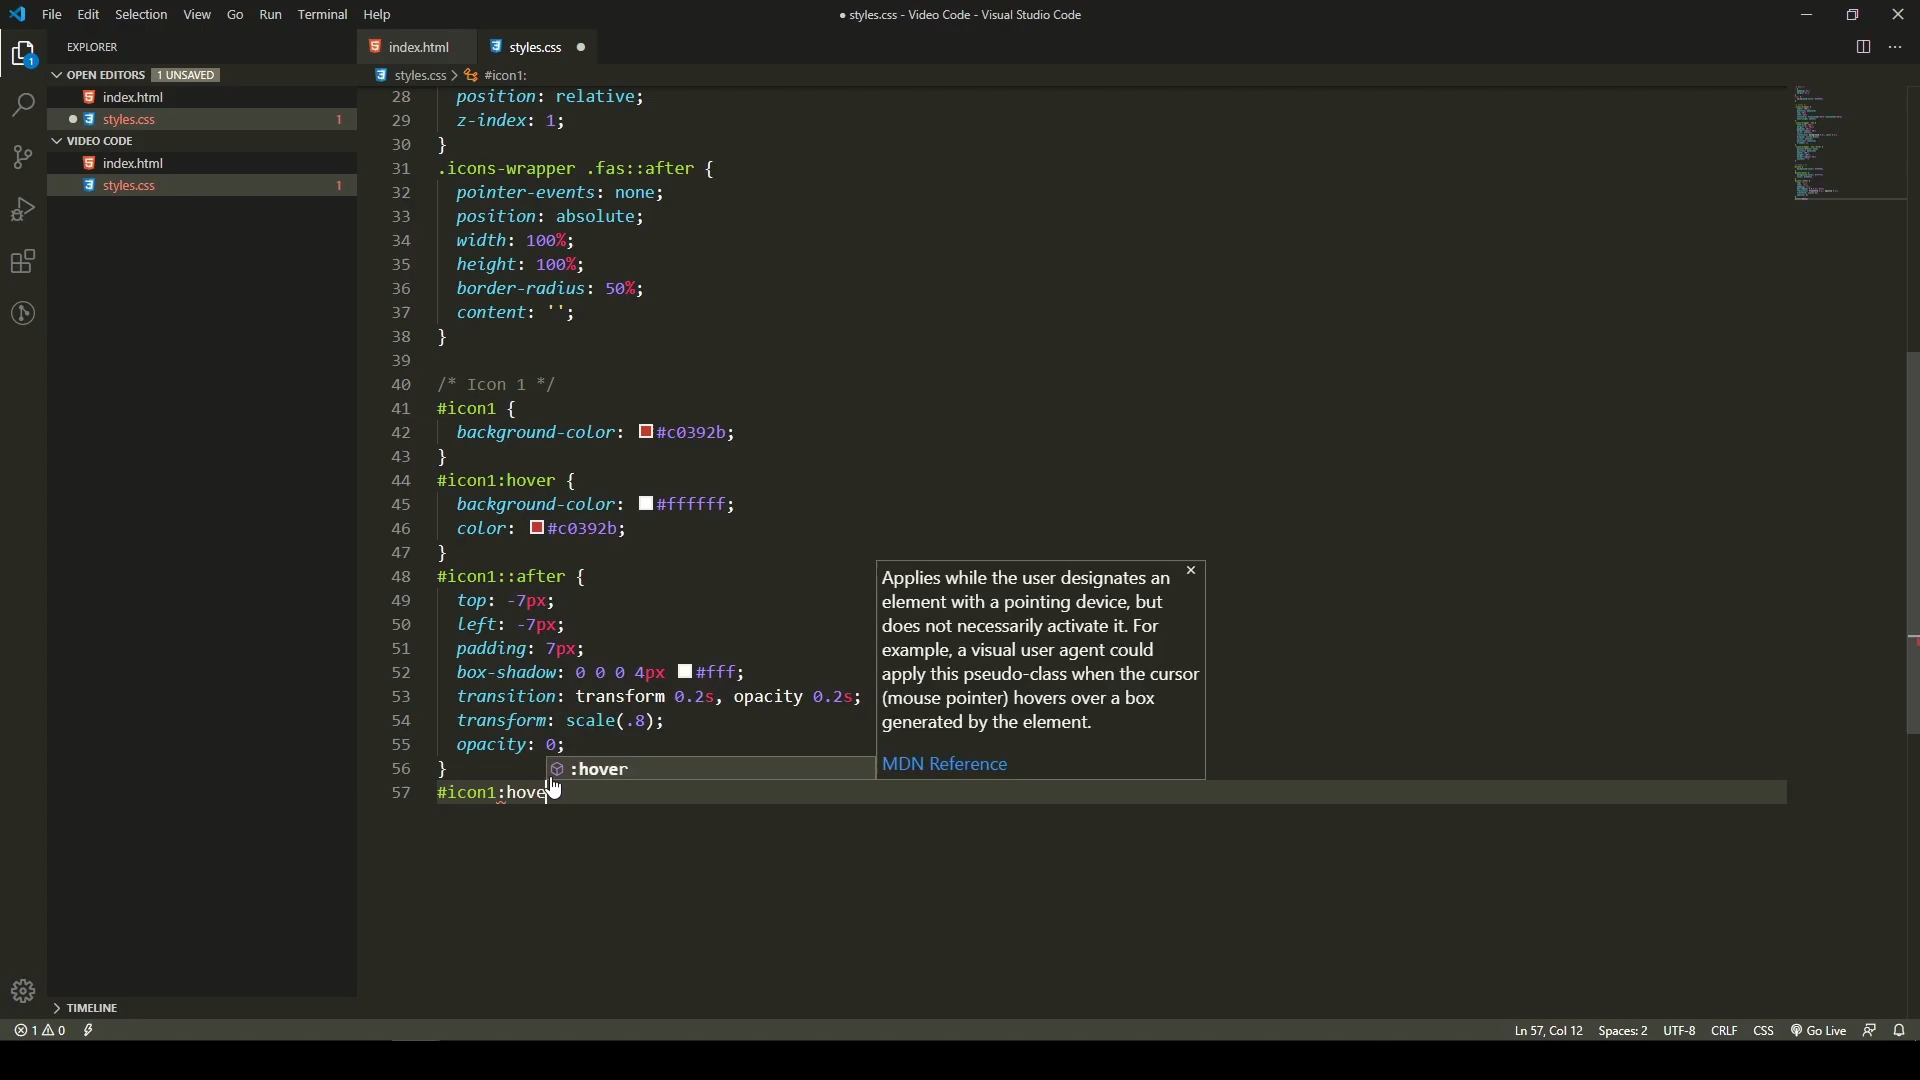 File Edit Selection View Go Run Terminal Help
● styles.css - Video Code - Visual Studio Code
EXPLORER
index.html
styles.css
OPEN EDITORS 1 UNSAVED
index.html
styles.css 1
VIDEO CODE
index.html
styles.css 1
TIMELINE
1
styles.css > #icon1:
28 position: relative;
29 z-index: 1;
30 }
31 .icons-wrapper .fas::after {
32 pointer-events: none;
33 position: absolute;
34 width: 100%;
35 height: 100%;
36 border-radius: 50%;
37 content: '';
38 }
39
40 /* Icon 1 */
41 #icon1 {
42 background-color: #c0392b;
43 }
44 #icon1:hover {
45 background-color: #ffffff;
46 color: #c0392b;
47 }
48 #icon1::after {
49 top: -7px;
50 left: -7px;
51 padding: 7px;
52 box-shadow: 0 0 0 4px #fff;
53 transition: transform 0.2s, opacity 0.2s;
54 transform: scale(.8);
55 opacity: 0;
56 }
57 #icon1:hove
:hover
Applies while the user designates an
element with a pointing device, but
does not necessarily activate it. For
example, a visual user agent could
apply this pseudo-class when the cursor
(mouse pointer) hovers over a box
generated by the element.
MDN Reference
1 0
Ln 57, Col 12 Spaces: 2 UTF-8 CRLF CSS Go Live